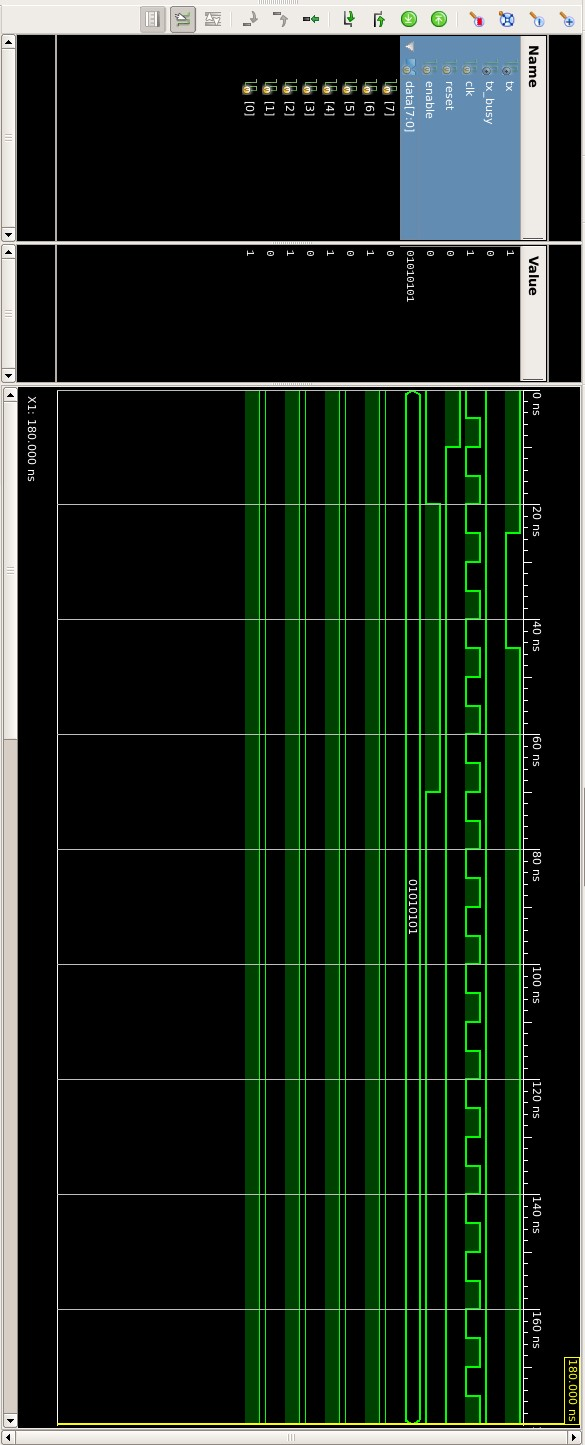 Name
Value
0 ns
20 ns
40 ns
60 ns
80 ns
100 ns
120 ns
140 ns
160 ns
180.000 ns
tx
1
tx_busy
0
clk
1
reset
0
enable
0
data[7:0]
01010101
01010101
[7]
0
[6]
1
[5]
0
[4]
1
[3]
0
[2]
1
[1]
0
[0]
1
X1: 180.000 ns